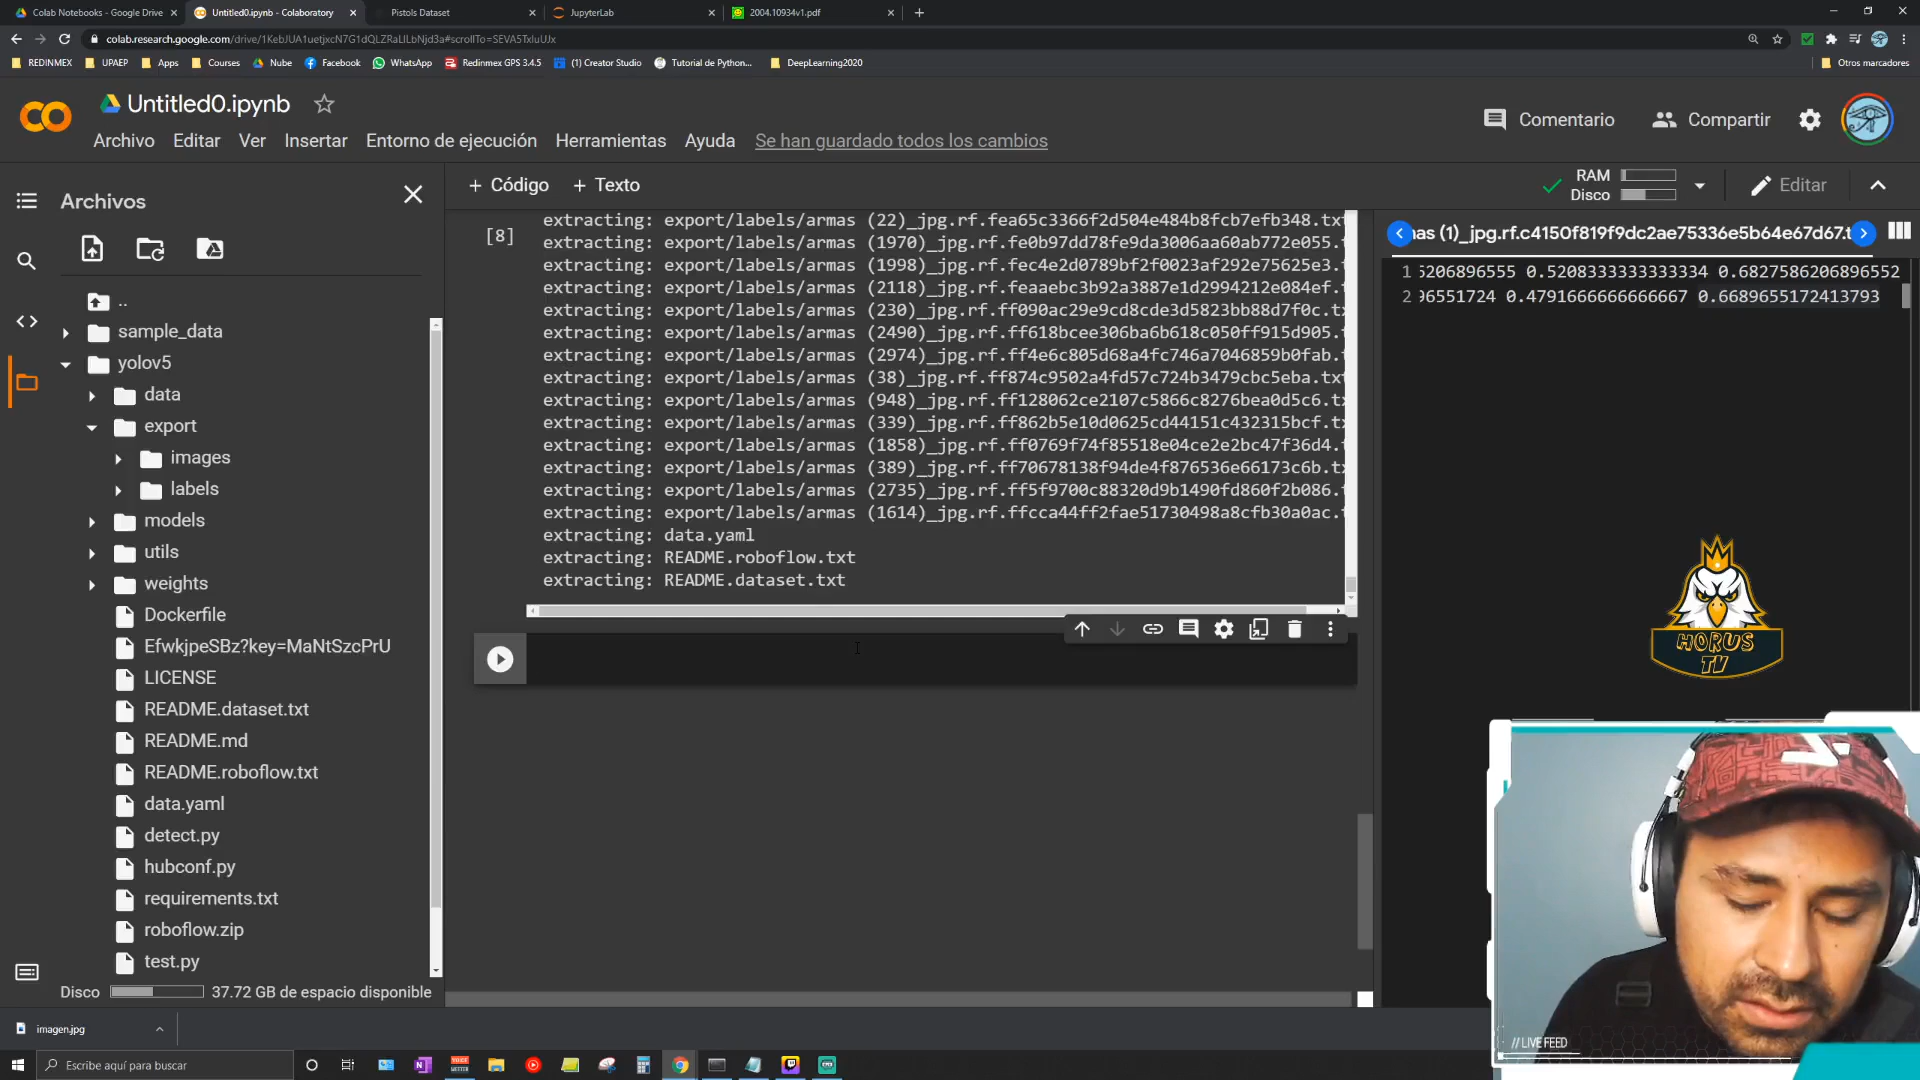 Colab Notebooks - Google Drive
Untitled0.ipynb - Colaboratory
Pistols Dataset
JupyterLab
2004.10934v1.pdf
colab.research.google.com/drive/1KebJUA1uetjxcN7G1dQLZRaLILbNjd3a#scrollTo=SEVA5TxIuUJx
REDINMEX
UPAEP
Apps
Courses
Nube
Facebook
WhatsApp
Redinmex GPS 3.4.5
(1) Creator Studio
Tutorial de Python...
DeepLearning2020
Otros marcadores
Untitled0.ipynb
Archivo Editar Ver Insertar Entorno de ejecución Herramientas Ayuda Se han guardado todos los cambios
Comentario
Compartir
Archivos
+ Código + Texto
RAM
Disco
Editar
..
sample_data
yolov5
data
export
images
labels
models
utils
weights
Dockerfile
EfwkjpeSBz?key=MaNtSzcPrU
LICENSE
README.dataset.txt
README.md
README.roboflow.txt
data.yaml
detect.py
hubconf.py
requirements.txt
roboflow.zip
test.py
Disco 37.72 GB de espacio disponible
[8]
extracting: export/labels/armas (22)_jpg.rf.fea65c3366f2d504e484b8fcb7efb348.txt
extracting: export/labels/armas (1970)_jpg.rf.fe0b97dd78fe9da3006aa60ab772e055.
extracting: export/labels/armas (1998)_jpg.rf.fec4e2d0789bf2f0023af292e75625e3.
extracting: export/labels/armas (2118)_jpg.rf.feaaebc3b92a3887e1d2994212e084ef.
extracting: export/labels/armas (230)_jpg.rf.ff090ac29e9cd8cde3d5823bb88d7f0c.t
extracting: export/labels/armas (2490)_jpg.rf.ff618bcee306ba6b618c050ff915d905.
extracting: export/labels/armas (2974)_jpg.rf.ff4e6c805d68a4fc746a7046859b0fab.
extracting: export/labels/armas (38)_jpg.rf.ff874c9502a4fd57c724b3479cbc5eba.txt
extracting: export/labels/armas (948)_jpg.rf.ff128062ce2107c5866c8276bea0d5c6.t
extracting: export/labels/armas (339)_jpg.rf.ff862b5e10d0625cd44151c432315bcf.t
extracting: export/labels/armas (1858)_jpg.rf.ff0769f74f85518e04ce2e2bc47f36d4.
extracting: export/labels/armas (389)_jpg.rf.ff70678138f94de4f876536e66173c6b.t
extracting: export/labels/armas (2735)_jpg.rf.ff5f9700c88320d9b1490fd860f2b086.
extracting: export/labels/armas (1614)_jpg.rf.ffcca44ff2fae51730498a8cfb30a0ac.
extracting: data.yaml
extracting: README.roboflow.txt
extracting: README.dataset.txt
mas (1)_jpg.rf.c4150f819f9dc2ae75336e5b64e67d67.t
1 5206896555 0.5208333333333334 0.6827586206896552
2 96551724 0.4791666666666667 0.6689655172413793
HORUS
TV
// LIVE FEED
imagen.jpg
Escribe aquí para buscar